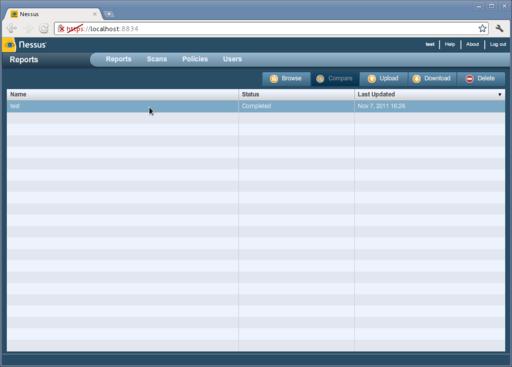 Nessus
https://localhost:8834
Nessus
test Help About Log out
Reports Reports Scans Policies Users
Browse Compare Upload Download Delete
Name Status Last Updated
test Completed Nov 7, 2011 16:26